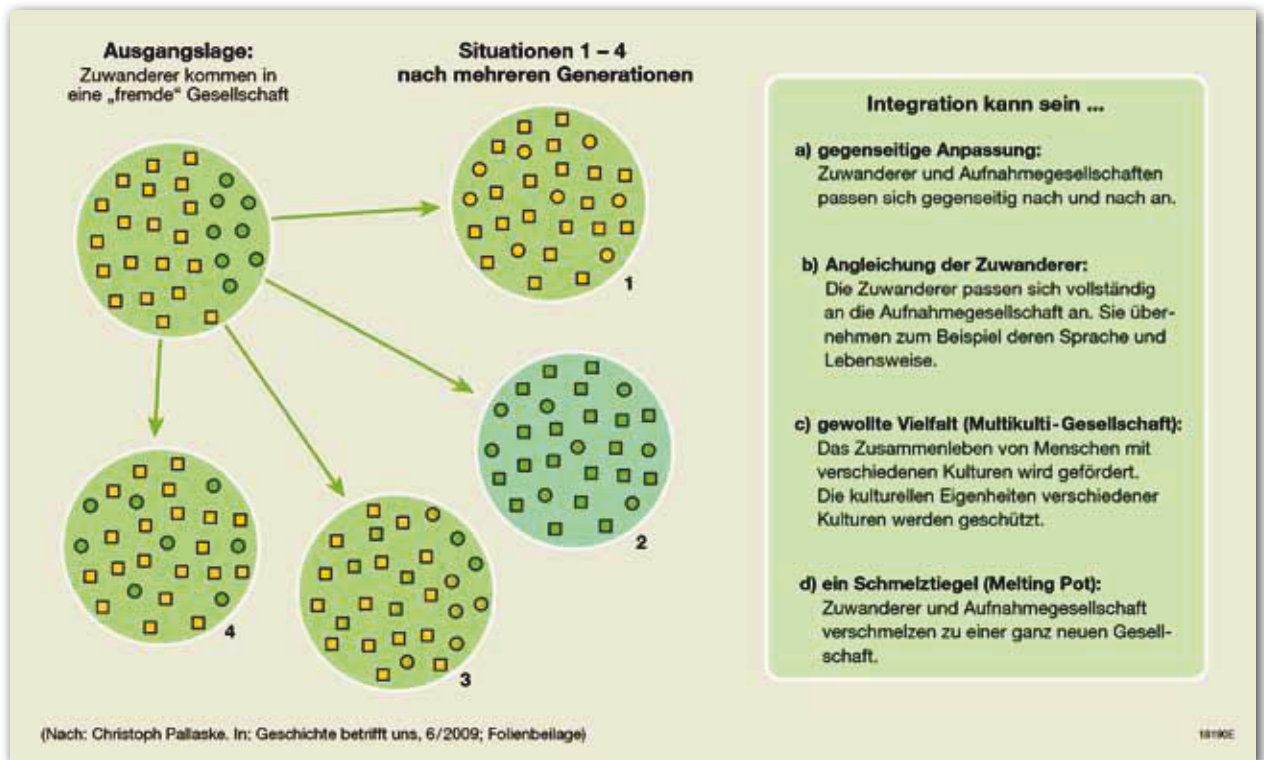 Ausgangslage:
Zuwanderer kommen in
eine „fremde“ Gesellschaft
Situationen 1 – 4
nach mehreren Generationen
1
2
3
4
Integration kann sein ...
a) gegenseitige Anpassung:
Zuwanderer und Aufnahmegesellschaften
passen sich gegenseitig nach und nach an.
b) Angleichung der Zuwanderer:
Die Zuwanderer passen sich vollständig
an die Aufnahmegesellschaft an. Sie über-
nehmen zum Beispiel deren Sprache und
Lebensweise.
c) gewollte Vielfalt (Multikulti-Gesellschaft):
Das Zusammenleben von Menschen mit
verschiedenen Kulturen wird gefördert.
Die kulturellen Eigenheiten verschiedener
Kulturen werden geschützt.
d) ein Schmelztiegel (Melting Pot):
Zuwanderer und Aufnahmegesellschaft
verschmelzen zu einer ganz neuen Gesell-
schaft.
(Nach: Christoph Pallaske. In: Geschichte betrifft uns, 6/2009; Folienbeilage)
18190E